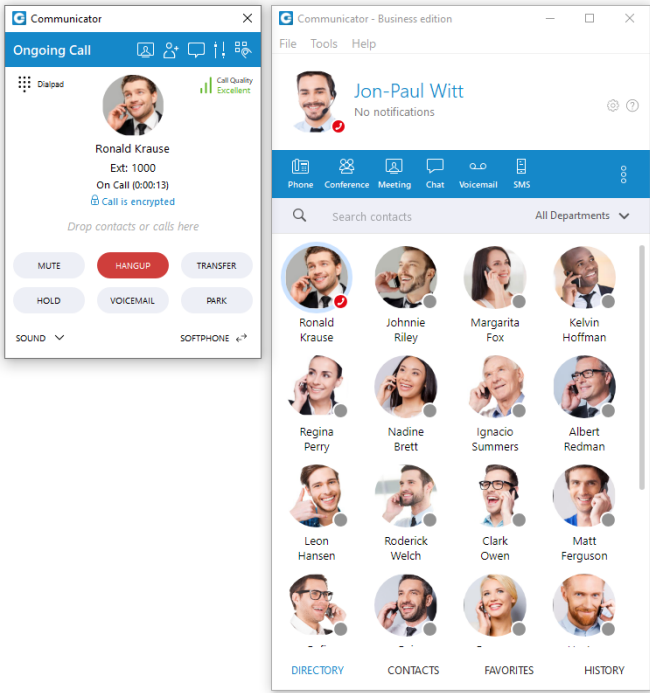 Communicator
Ongoing Call
Dialpad
Call Quality
Excellent
Ronald Krause
Ext: 1000
On Call (0:00:13)
Call is encrypted
Drop contacts or calls here
MUTE HANGUP TRANSFER
HOLD VOICEMAIL PARK
SOUND SOFTPHONE
Communicator - Business edition
File Tools Help
Jon-Paul Witt
No notifications
Phone Conference Meeting Chat Voicemail SMS
Search contacts All Departments
Ronald Johnnie Margarita Kelvin
Krause Riley Fox Hoffman
Regina Nadine Ignacio Albert
Perry Brett Summers Redman
Leon Roderick Clark Matt
Hansen Welch Owen Ferguson
DIRECTORY CONTACTS FAVORITES HISTORY